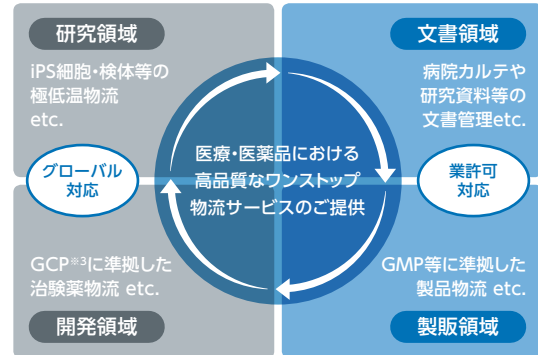 研究領域
iPS細胞・検体等の
極低温物流
etc.
文書領域
病院カルテや
研究資料等の
文書管理etc.
グローバル
対応
医療・医薬品における
高品質なワンストップ
物流サービスのご提供
業許可
対応
GCP※3に準拠した
治験薬物流 etc.
開発領域
GMP等に準拠した
製品物流 etc.
製販領域